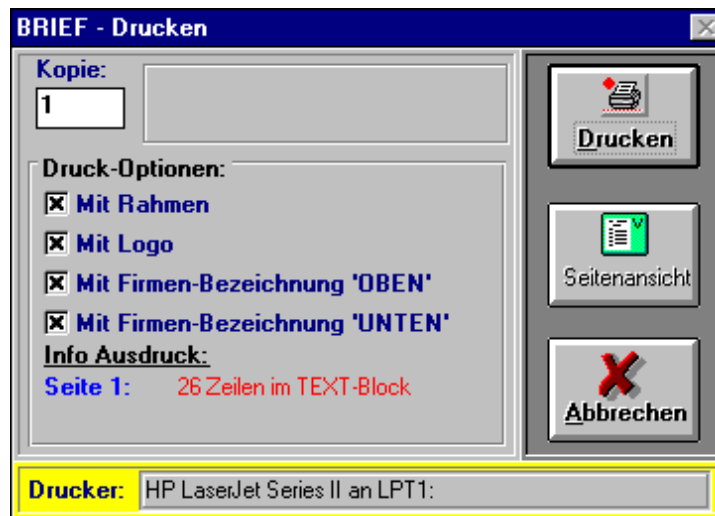 BRIEF - Drucken
Kopie:
1
Drucken
Druck-Optionen:
Mit Rahmen
Mit Logo
Mit Firmen-Bezeichnung 'OBEN'
Mit Firmen-Bezeichnung 'UNTEN'
Seitenansicht
Info Ausdruck:
Seite 1: 26 Zeilen im TEXT-Block
Abbrechen
Drucker: HP LaserJet Series II an LPT1: